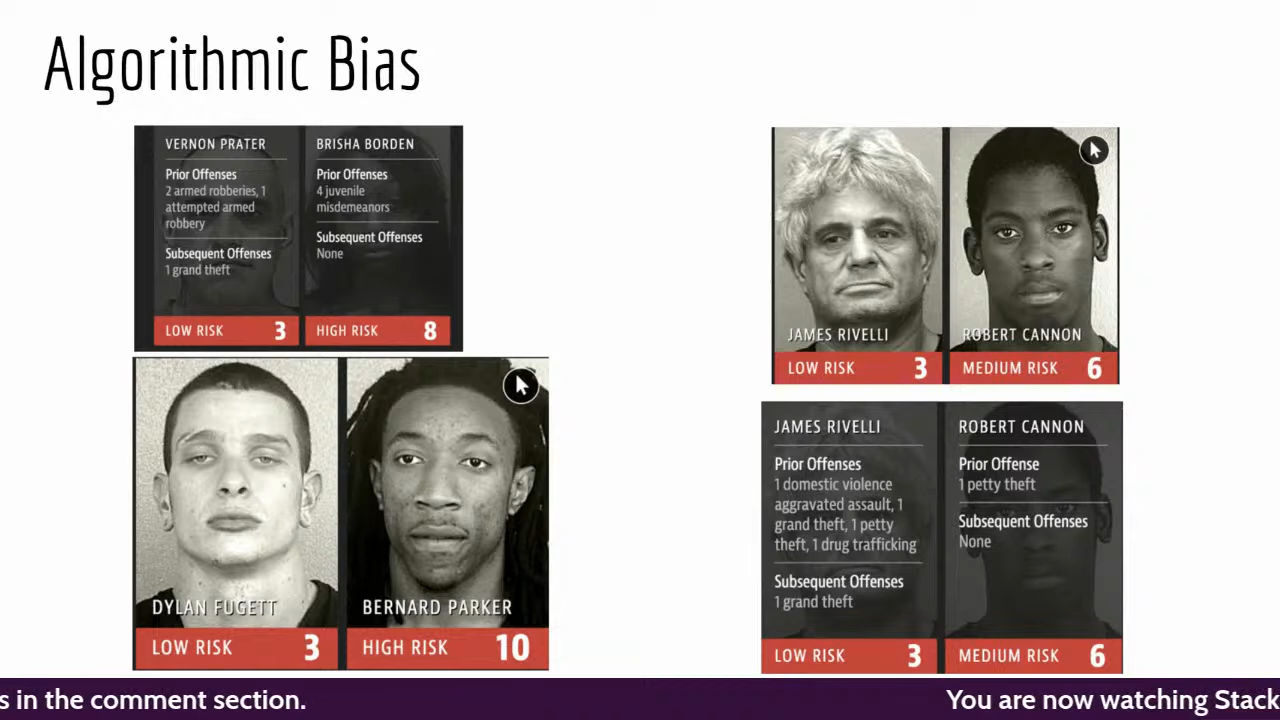 Algorithmic Bias
VERNON PRATER
Prior Offenses
2 armed robberies, 1
attempted armed
robbery
Subsequent Offenses
1 grand theft
LOW RISK 3
BRISHA BORDEN
Prior Offenses
4 juvenile
misdemeanors
Subsequent Offenses
None
HIGH RISK 8
DYLAN FUGETT
LOW RISK 3
BERNARD PARKER
HIGH RISK 10
JAMES RIVELLI
LOW RISK 3
ROBERT CANNON
MEDIUM RISK 6
JAMES RIVELLI
Prior Offenses
1 domestic violence
aggravated assault, 1
grand theft, 1 petty
theft, 1 drug trafficking
Subsequent Offenses
1 grand theft
LOW RISK 3
ROBERT CANNON
Prior Offense
1 petty theft
Subsequent Offenses
None
MEDIUM RISK 6
s in the comment section.
You are now watching Stack